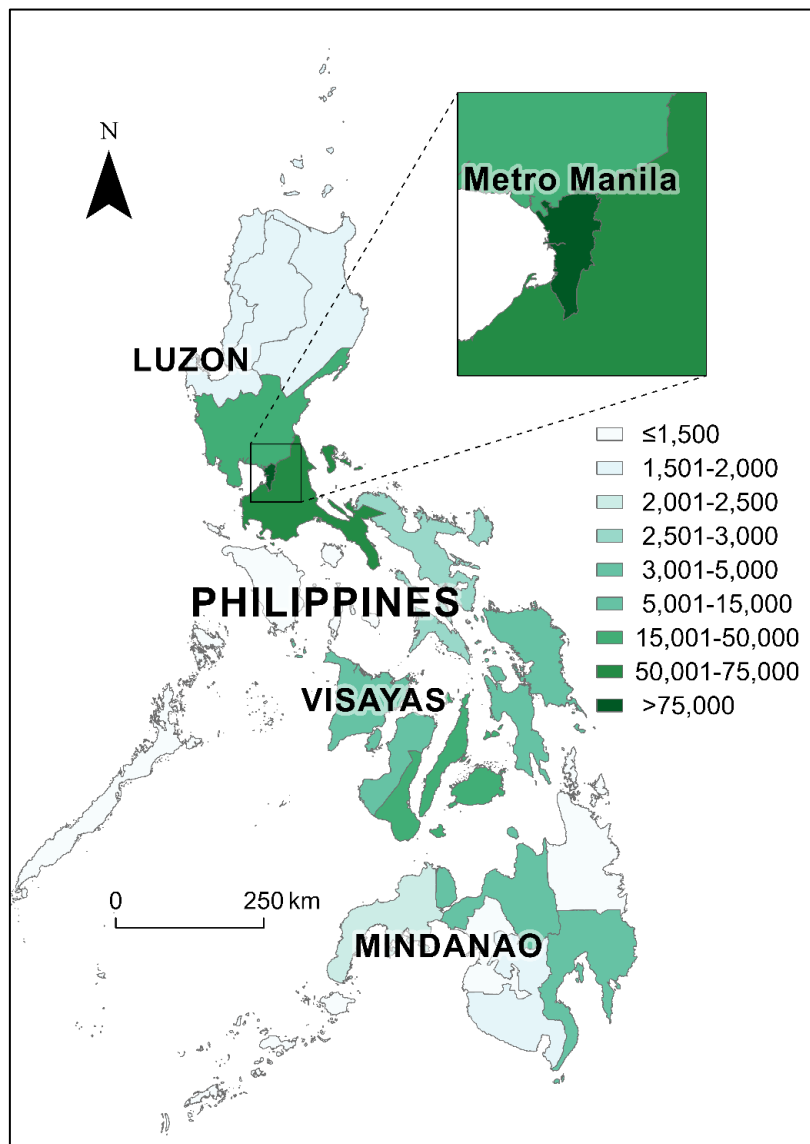 N
Metro Manila
LUZON
≤1,500
1,501-2,000
2,001-2,500
2,501-3,000
3,001-5,000
5,001-15,000
15,001-50,000
50,001-75,000
>75,000
PHILIPPINES
VISAYAS
0 250 km
MINDANAO